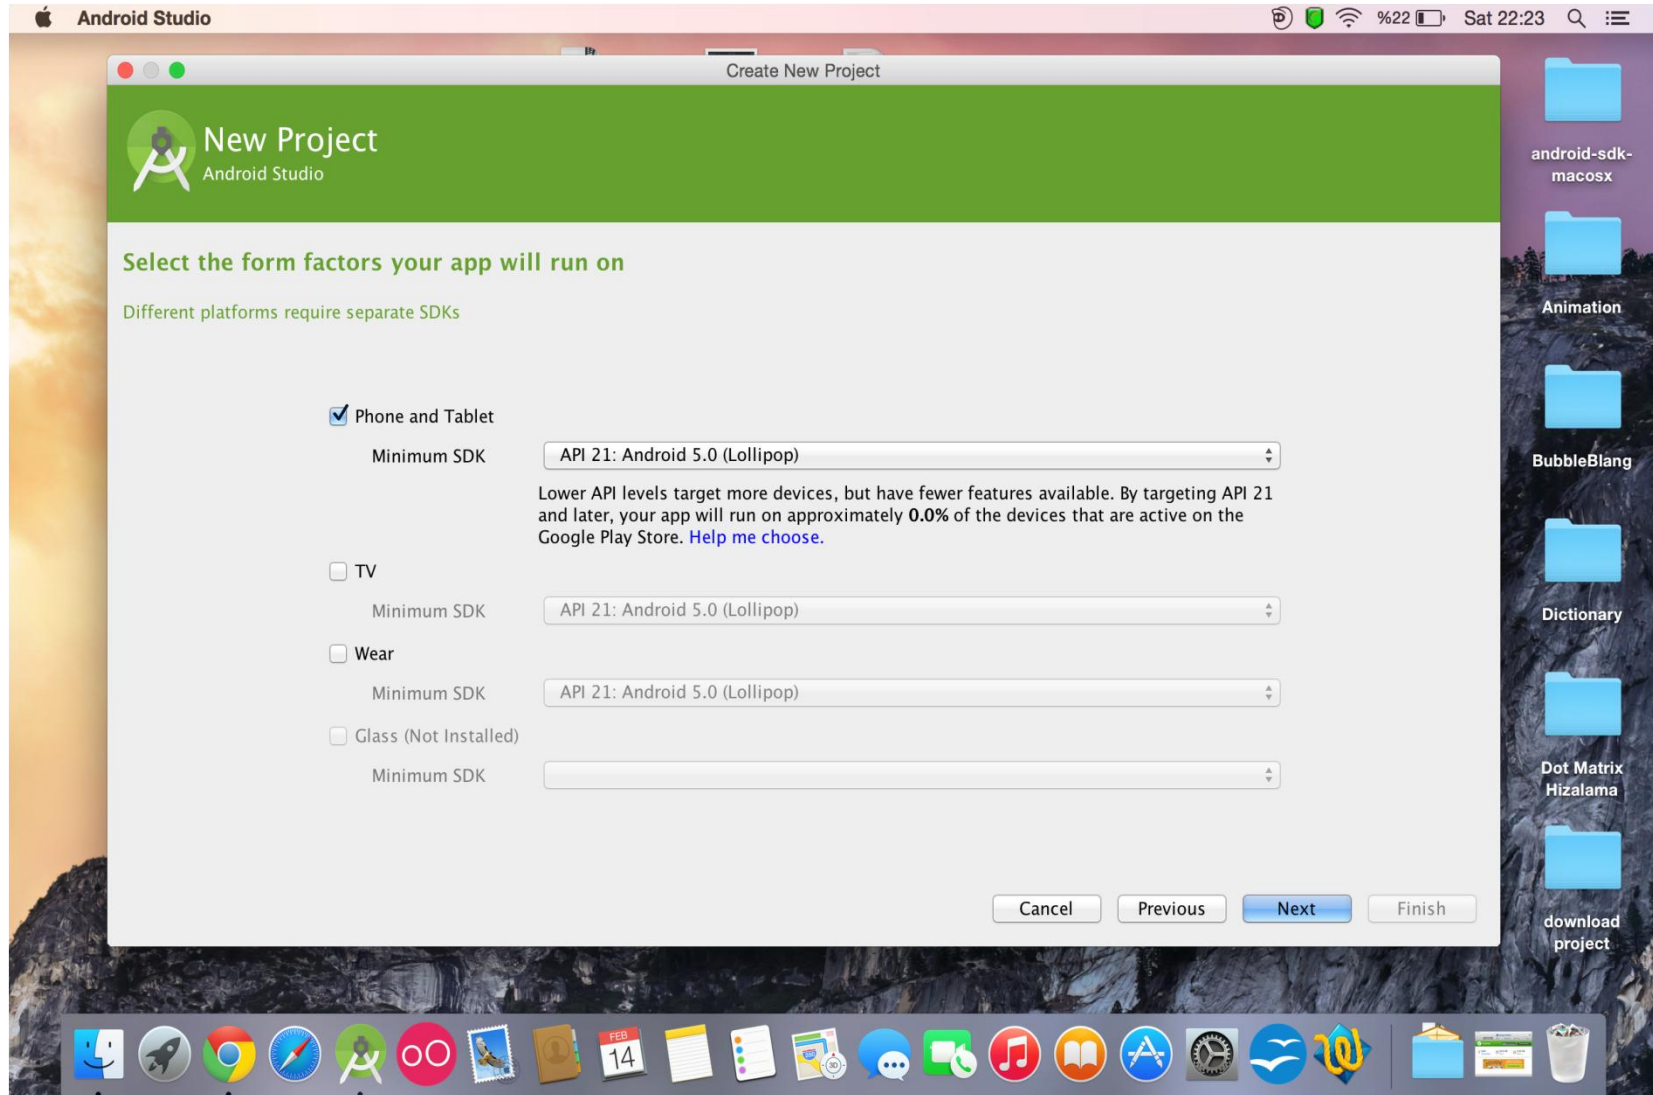 Android Studio
%22
Sat 22:23
Create New Project
New Project
Android Studio
Select the form factors your app will run on
Different platforms require separate SDKs
Phone and Tablet
Minimum SDK
API 21: Android 5.0 (Lollipop)
Lower API levels target more devices, but have fewer features available. By targeting API 21
and later, your app will run on approximately 0.0% of the devices that are active on the
Google Play Store. Help me choose.
TV
Minimum SDK
API 21: Android 5.0 (Lollipop)
Wear
Minimum SDK
API 21: Android 5.0 (Lollipop)
Glass (Not Installed)
Minimum SDK
Cancel
Previous
Next
Finish
android-sdk-
macosx
Animation
BubbleBlang
Dictionary
Dot Matrix
Hizalama
download
project
FEB
14